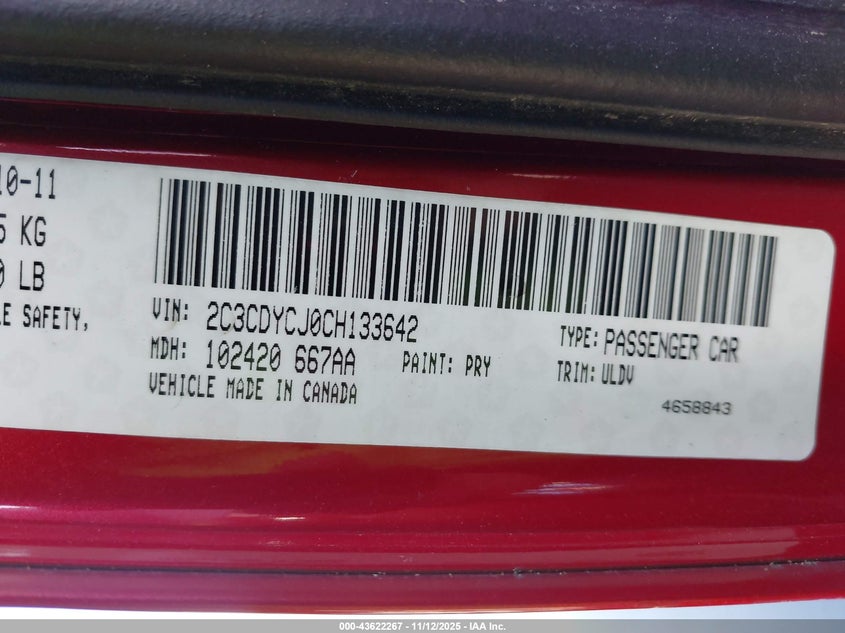 10-11
5 KG
0 LB
LE SAFETY,
VIN: 2C3CDYCJ0CH133642
MDH: 102420 667AA PAINT: PRY
VEHICLE MADE IN CANADA
TYPE: PASSENGER CAR
TRIM: ULDV
4658843
000-43622267 - 11/12/2025 - IAA Inc.